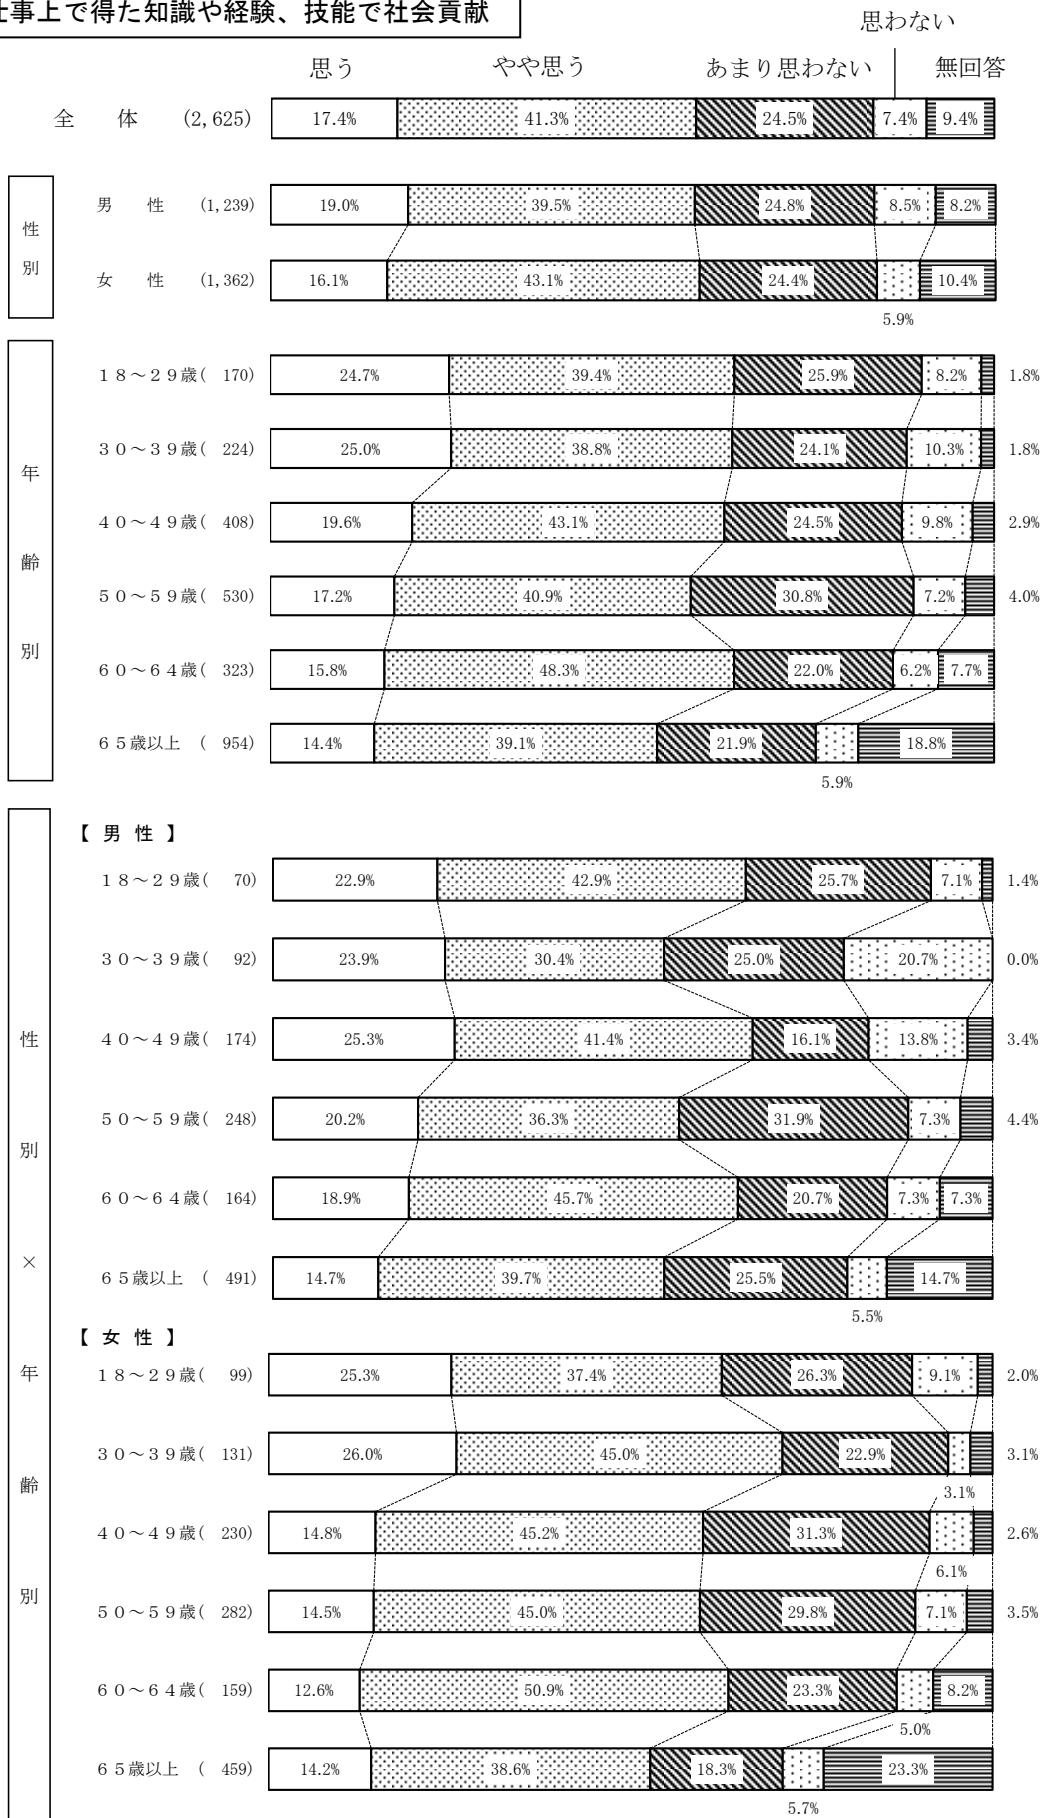 仕事上で得た知識や経験、技能で社会貢献
思わない
思う やや思う あまり思わない 無回答
全 体 (2,625) 17.4% 41.3% 24.5% 7.4% 9.4%
性別
男 性 (1,239) 19.0% 39.5% 24.8% 8.5% 8.2%
女 性 (1,362) 16.1% 43.1% 24.4% 10.4%
5.9%
年齢別
18~29歳( 170) 24.7% 39.4% 25.9% 8.2% 1.8%
30~39歳( 224) 25.0% 38.8% 24.1% 10.3% 1.8%
40~49歳( 408) 19.6% 43.1% 24.5% 9.8% 2.9%
50~59歳( 530) 17.2% 40.9% 30.8% 7.2% 4.0%
60~64歳( 323) 15.8% 48.3% 22.0% 6.2% 7.7%
65歳以上 ( 954) 14.4% 39.1% 21.9% 18.8%
5.9%
性別×年齢別
【 男 性 】
18~29歳( 70) 22.9% 42.9% 25.7% 7.1% 1.4%
30~39歳( 92) 23.9% 30.4% 25.0% 20.7% 0.0%
40~49歳( 174) 25.3% 41.4% 16.1% 13.8% 3.4%
50~59歳( 248) 20.2% 36.3% 31.9% 7.3% 4.4%
60~64歳( 164) 18.9% 45.7% 20.7% 7.3% 7.3%
65歳以上 ( 491) 14.7% 39.7% 25.5% 14.7%
5.5%
【 女 性 】
18~29歳( 99) 25.3% 37.4% 26.3% 9.1% 2.0%
30~39歳( 131) 26.0% 45.0% 22.9% 3.1%
3.1%
40~49歳( 230) 14.8% 45.2% 31.3% 2.6%
6.1%
50~59歳( 282) 14.5% 45.0% 29.8% 7.1% 3.5%
60~64歳( 159) 12.6% 50.9% 23.3% 8.2%
5.0%
65歳以上 ( 459) 14.2% 38.6% 18.3% 23.3%
5.7%